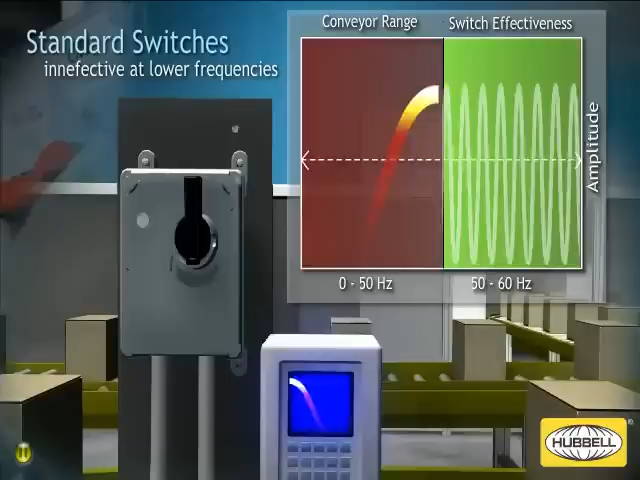 Standard Switches
innefective at lower frequencies
Conveyor Range
Switch Effectiveness
Amplitude
0 - 50 Hz
50 - 60 Hz
HUBBELL
®